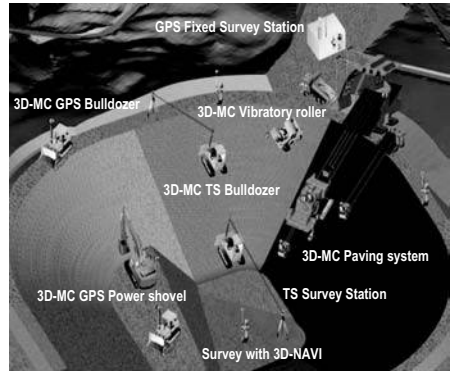 GPS Fixed Survey Station
3D-MC GPS Bulldozer
3D-MC Vibratory roller
3D-MC TS Bulldozer
3D-MC Paving system
3D-MC GPS Power shovel
TS Survey Station
Survey with 3D-NAVI